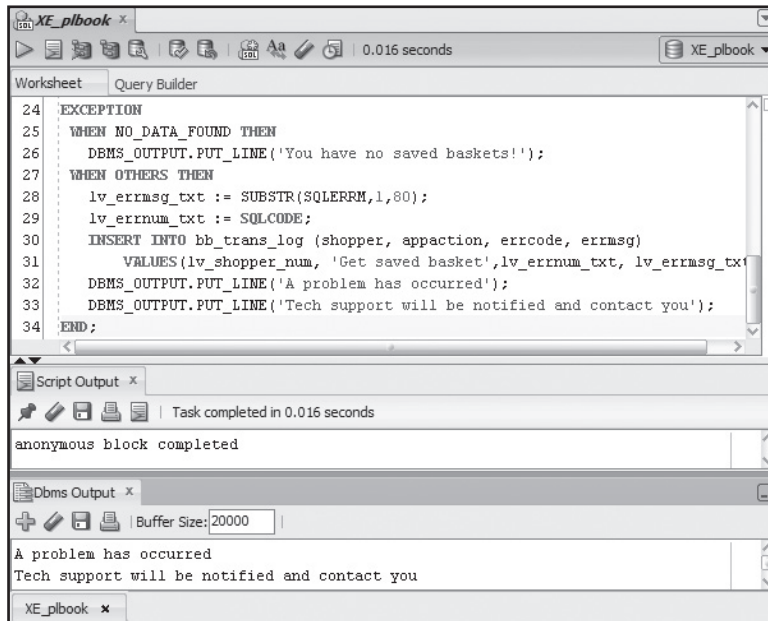 XE_plbook
0.016 seconds
XE_plbook
Worksheet Query Builder
24 EXCEPTION
25 WHEN NO_DATA_FOUND THEN
26 DBMS_OUTPUT.PUT_LINE('You have no saved baskets!');
27 WHEN OTHERS THEN
28 lv_errmsg_txt := SUBSTR(SQLERRM,1,80);
29 lv_errnum_txt := SQLCODE;
30 INSERT INTO bb_trans_log (shopper, appaction, errcode, errmsg)
31 VALUES(lv_shopper_num, 'Get saved basket',lv_errnum_txt, lv_errmsg_txt
32 DBMS_OUTPUT.PUT_LINE('A problem has occurred');
33 DBMS_OUTPUT.PUT_LINE('Tech support will be notified and contact you');
34 END;
Script Output
Task completed in 0.016 seconds
anonymous block completed
Dbms Output
Buffer Size: 20000
A problem has occurred
Tech support will be notified and contact you
XE_plbook